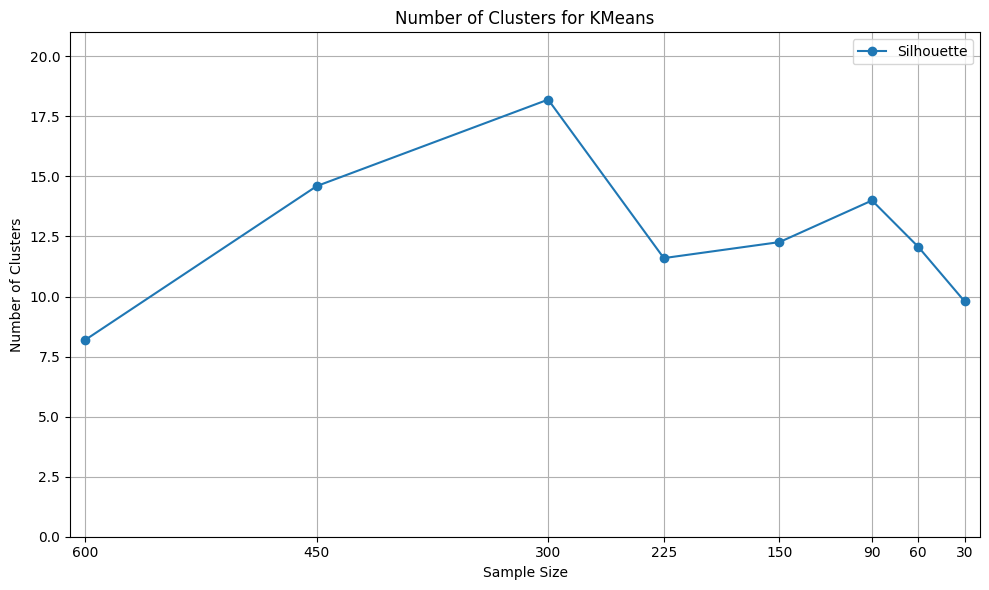 Number of Clusters for KMeans
Silhouette
Number of Clusters
20.0
17.5
15.0
12.5
10.0
7.5
5.0
2.5
0.0
600 450 300 225 150 90 60 30
Sample Size